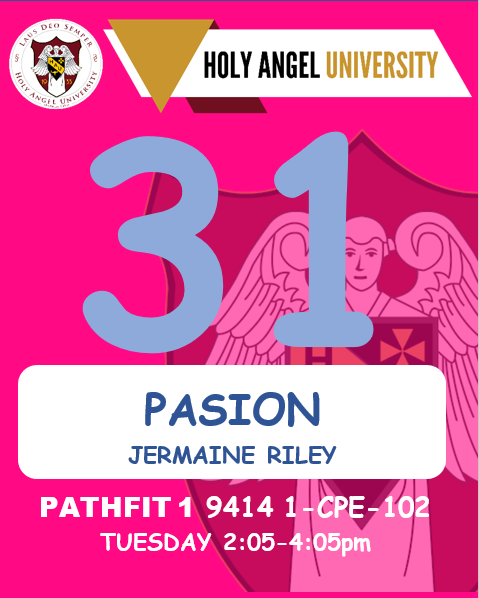 LAUS DEO SEMPER
HOLY ANGEL UNIVERSITY
1933
HOLY ANGEL UNIVERSITY
31
PASION
JERMAINE RILEY
PATHFIT 1 9414 1-CPE-102
TUESDAY 2:05-4:05pm